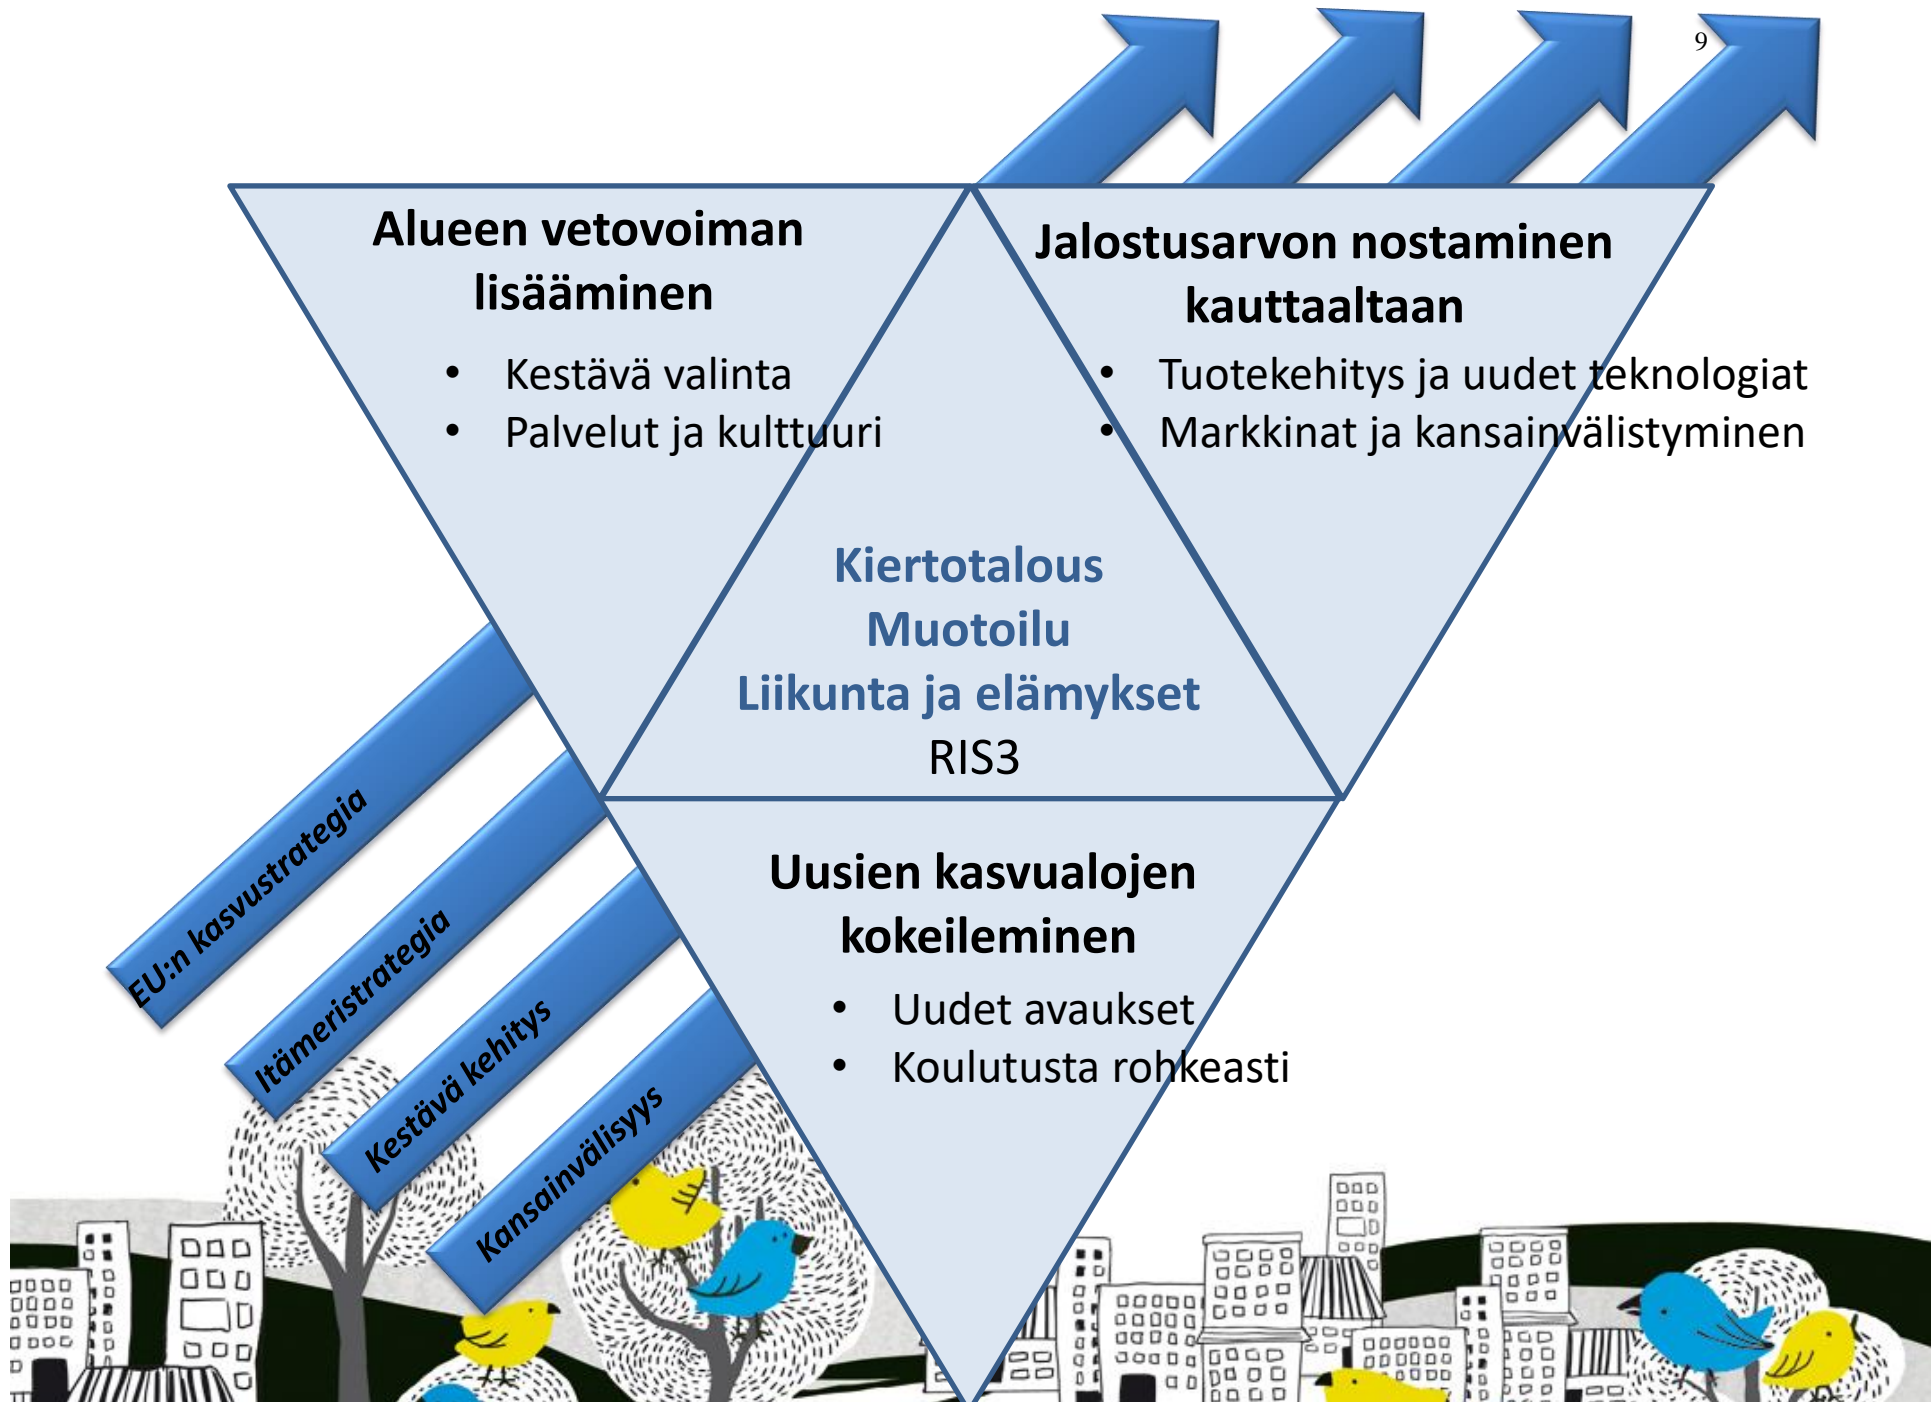 9
Alueen vetovoiman
lisääminen
• Kestävä valinta
• Palvelut ja kulttuuri
Jalostusarvon nostaminen
kauttaaltaan
• Tuotekehitys ja uudet teknologiat
• Markkinat ja kansainvälistyminen
Kiertotalous
Muotoilu
Liikunta ja elämykset
RIS3
Uusien kasvualojen
kokeileminen
• Uudet avaukset
• Koulutusta rohkeasti
EU:n kasvustrategia
Itämeristrategia
Kestävä kehitys
Kansainvälisyys